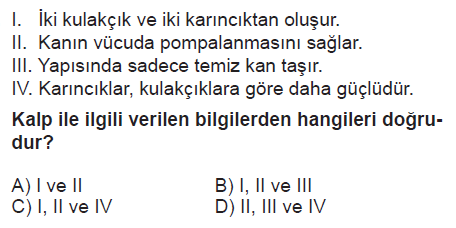 I. İki kulakçık ve iki karıncıktan oluşur.
II. Kanın vücuda pompalanmasını sağlar.
III. Yapısında sadece temiz kan taşır.
IV. Karıncıklar, kulakçıklara göre daha güçlüdür.
Kalp ile ilgili verilen bilgilerden hangileri doğru-
dur?
A) I ve II B) I, II ve III
C) I, II ve IV D) II, III ve IV